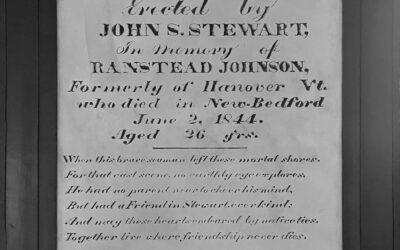 Erected by
JOHN S. STEWART,
In Memory of
RANSTEAD JOHNSON,
Formerly of Hanover Vt.
who died in New-Bedford
June 2. 1844.
Aged 26 yrs.
When this brave seaman left these mortal shores.
For that east scene no earthly eye explores,
He had no parent near to cheer his mind,
But had a Friend in Stewart ever kind;
And may these hearts endeared by
Together live where friendship never dies.